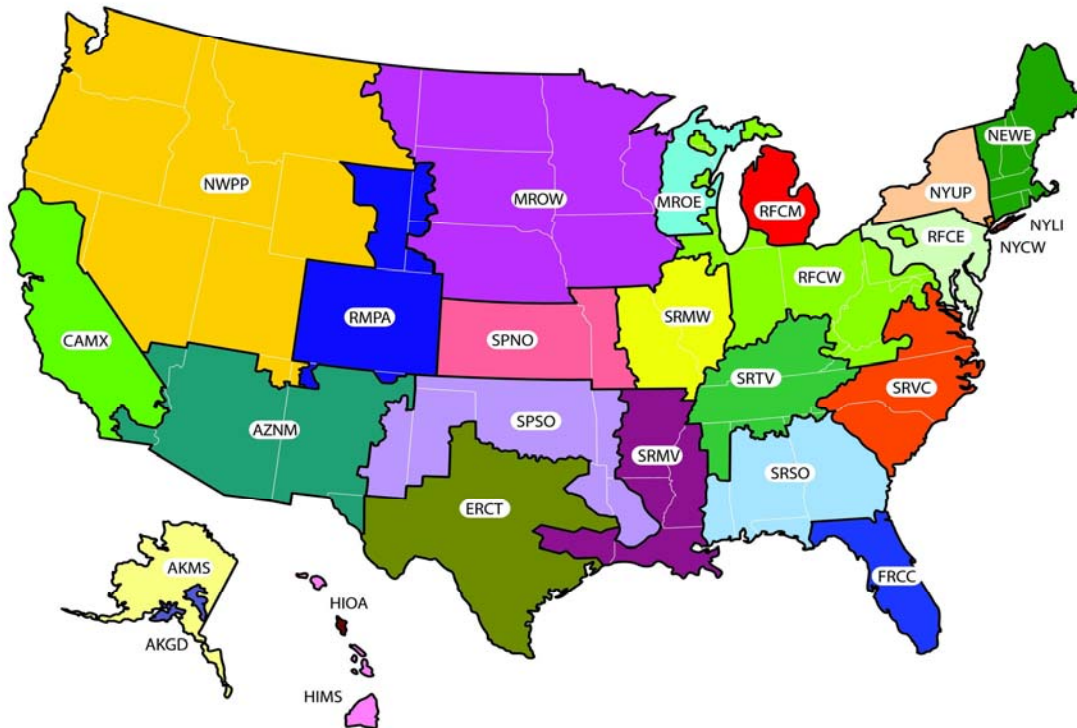 NEWE
NWPP
MROW
MROE
RFCM
NYUP
NYLI
NYCW
RFCE
RFCW
RMPA
SRMW
CAMX
SPNO
SRTV
SRVC
AZNM
SPSO
SRMV
SRSO
ERCT
FRCC
AKMS
HIOA
AKGD
HIMS